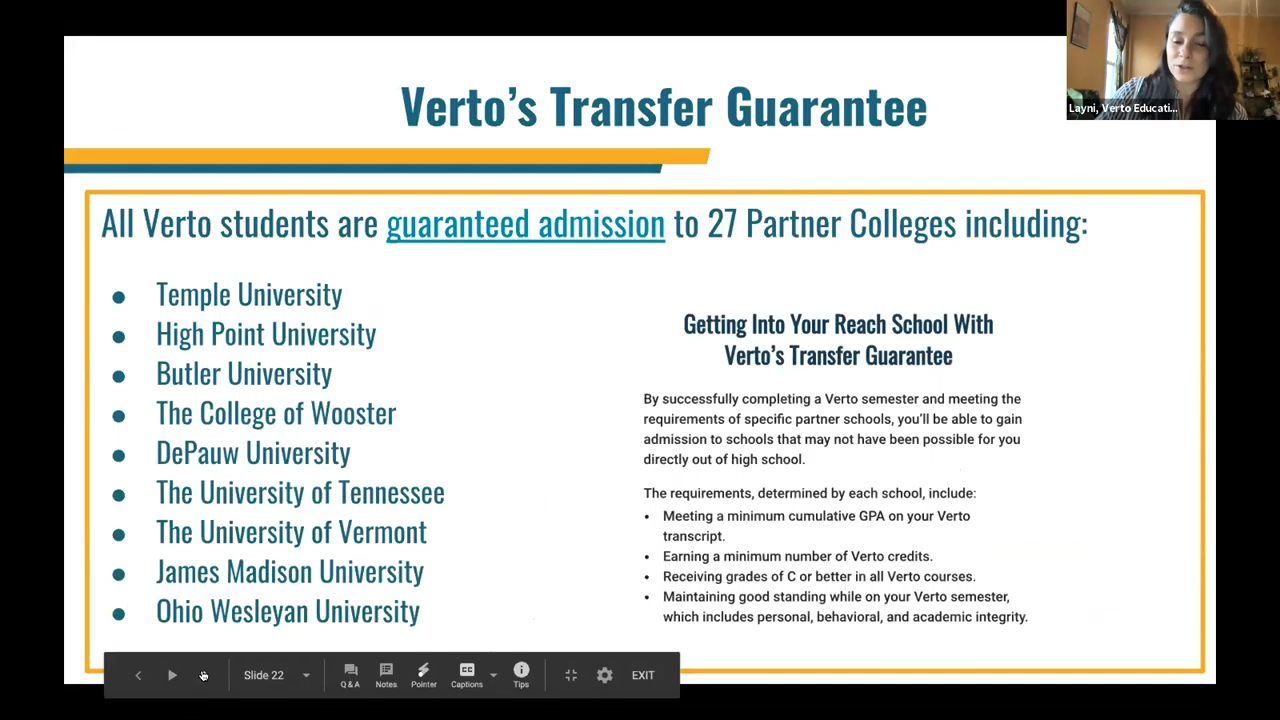 Verto's Transfer Guarantee
Layni, Verto Educati...
All Verto students are guaranteed admission to 27 Partner Colleges including:
● Temple University
● High Point University
● Butler University
● The College of Wooster
● DePauw University
● The University of Tennessee
● The University of Vermont
● James Madison University
● Ohio Wesleyan University
Getting Into Your Reach School With
Verto's Transfer Guarantee
By successfully completing a Verto semester and meeting the
requirements of specific partner schools, you'll be able to gain
admission to schools that may not have been possible for you
directly out of high school.
The requirements, determined by each school, include:
• Meeting a minimum cumulative GPA on your Verto
transcript.
• Earning a minimum number of Verto credits.
• Receiving grades of C or better in all Verto courses.
• Maintaining good standing while on your Verto semester,
which includes personal, behavioral, and academic integrity.
Slide 22
Q & A
Notes
Pointer
CC
Captions
Tips
EXIT